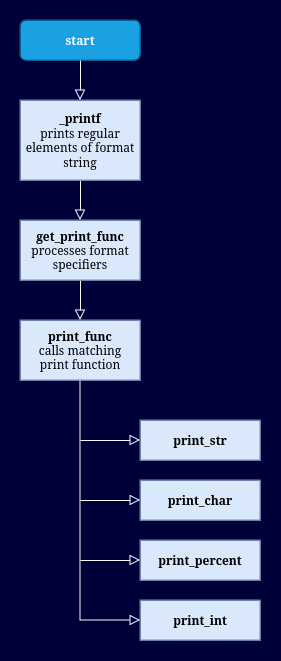 start
_printf
prints regular
elements of format
string
get_print_func
processes format
specifiers
print_func
calls matching
print function
print_str
print_char
print_percent
print_int